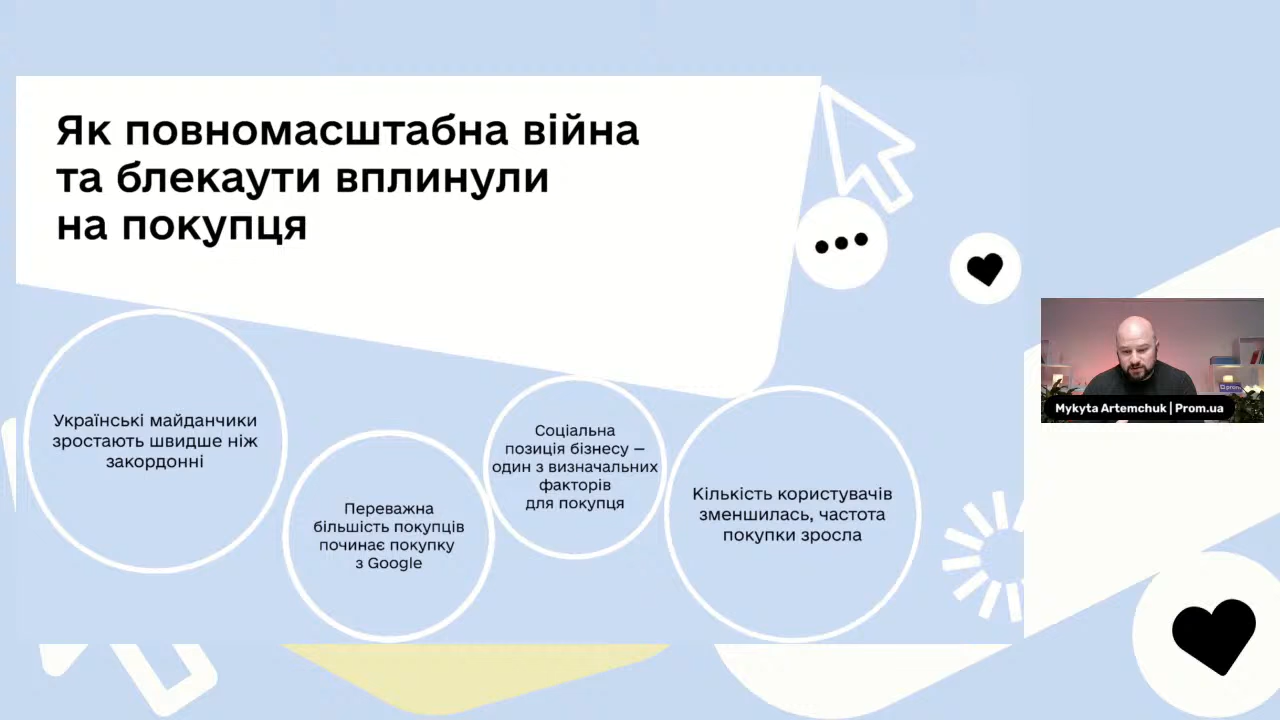 Як повномасштабна війна
та блекаути вплинули
на покупця
Українські майданчики
зростають швидше ніж
закордонні
Переважна
більшість покупців
починає покупку
з Google
Соціальна
позиція бізнесу —
один з визначальних
факторів
для покупця
Кількість користувачів
зменшилась, частота
покупки зросла
Mykyta Artemchuk | Prom.ua